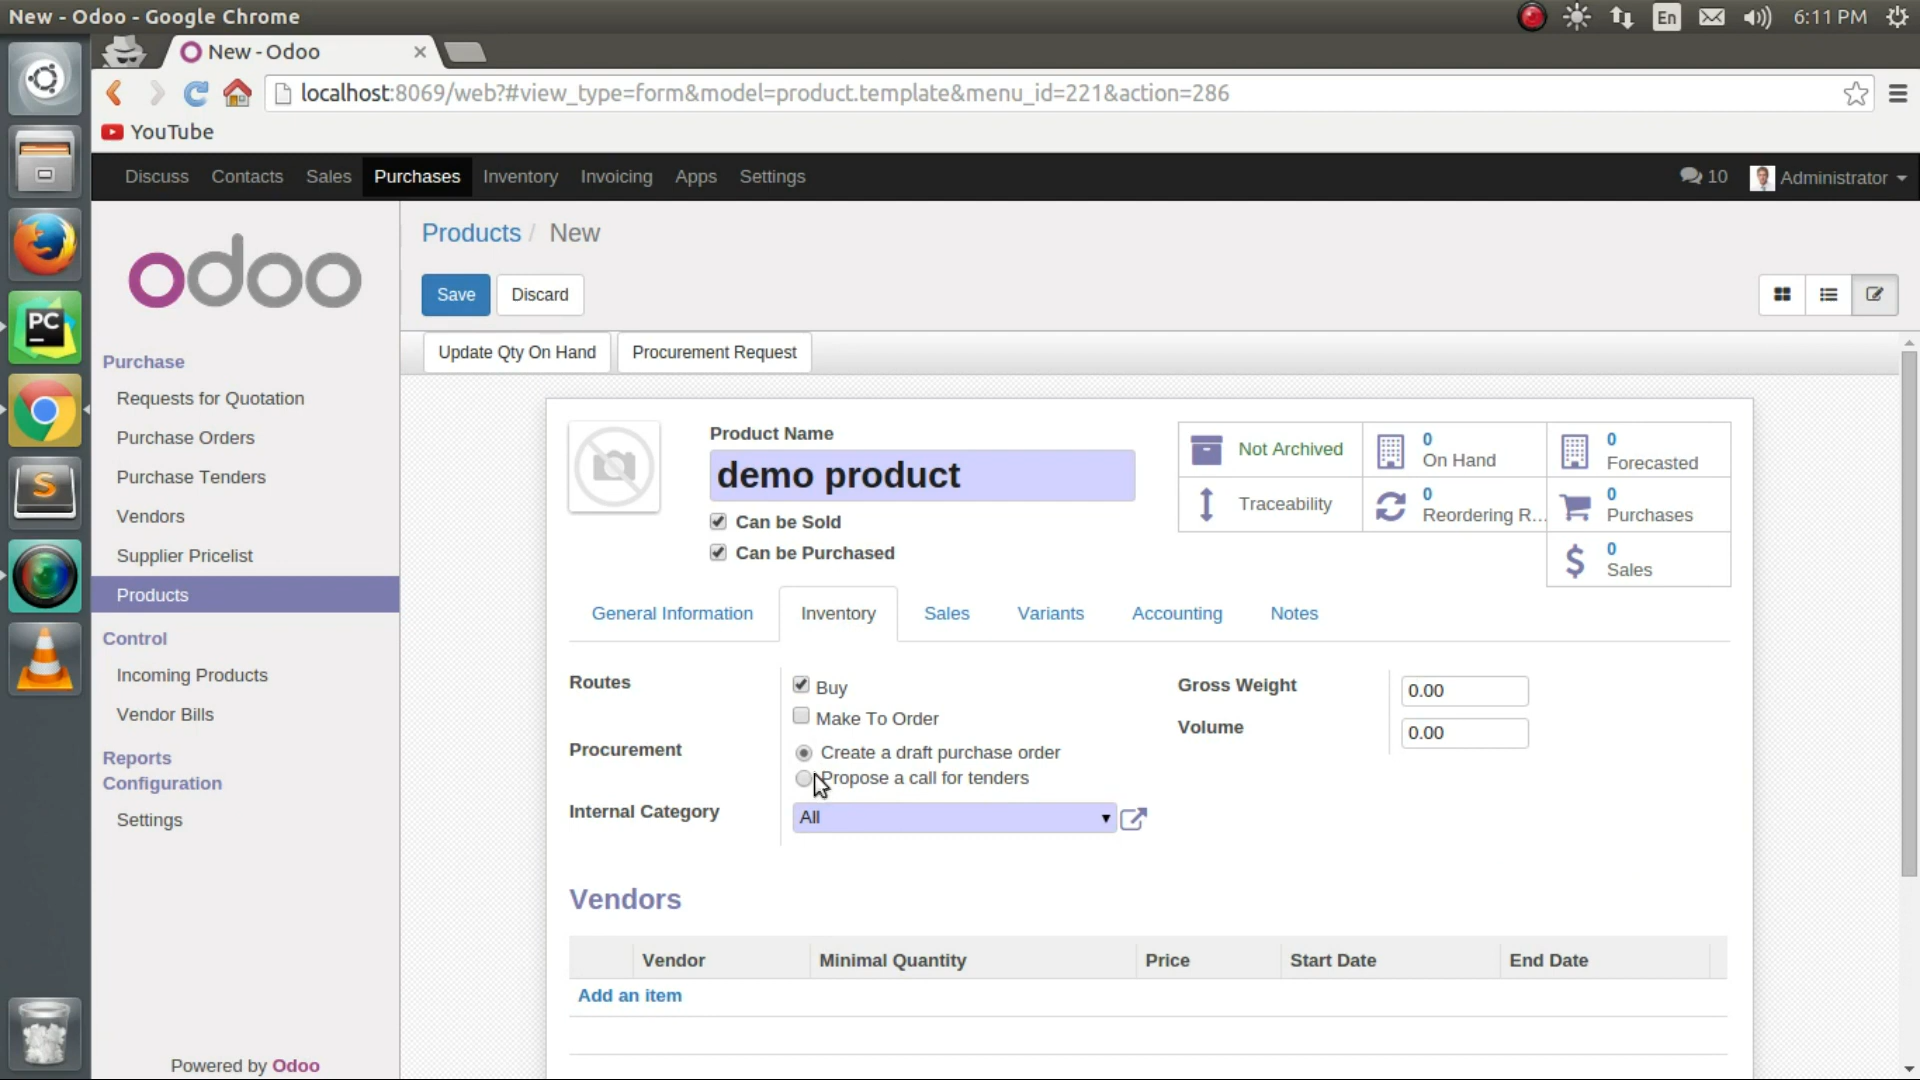 New - Odoo - Google Chrome
En
6:11 PM
New - Odoo
localhost:8069/web?#view_type=form&model=product.template&menu_id=221&action=286
YouTube
Discuss Contacts Sales Purchases Inventory Invoicing Apps Settings
10 Administrator
odoo
Products / New
Save Discard
Update Qty On Hand Procurement Request
Purchase
Requests for Quotation
Purchase Orders
Purchase Tenders
Vendors
Supplier Pricelist
Products
Control
Incoming Products
Vendor Bills
Reports
Configuration
Settings
Powered by Odoo
PC
S
Product Name
demo product
Can be Sold
Can be Purchased
Not Archived
0
On Hand
0
Forecasted
Traceability
0
Reordering R...
0
Purchases
0
Sales
General Information Inventory Sales Variants Accounting Notes
Routes
Buy
Make To Order
Procurement
Create a draft purchase order
Propose a call for tenders
Internal Category
All
Gross Weight 0.00
Volume 0.00
Vendors
Vendor Minimal Quantity Price Start Date End Date
Add an item